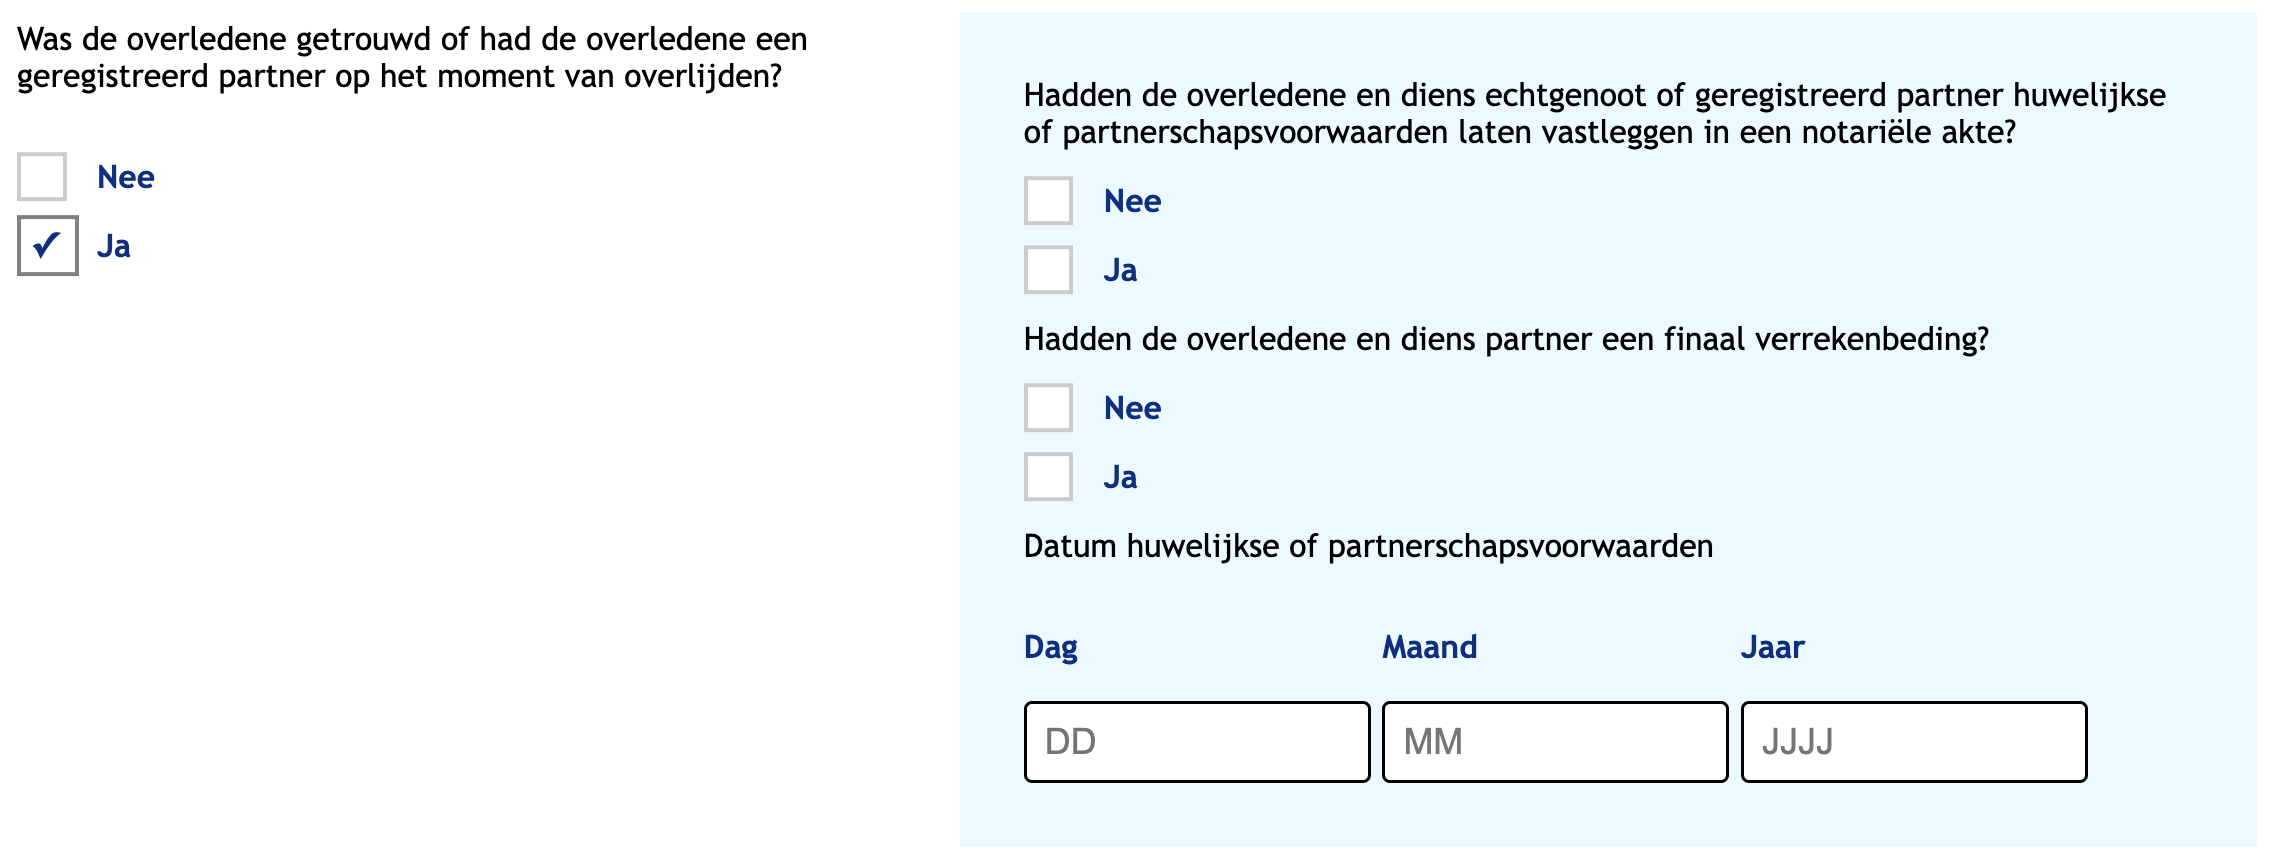 Was de overledene getrouwd of had de overledene een
geregistreerd partner op het moment van overlijden?
Nee
✓ Ja
Hadden de overledene en diens echtgenoot of geregistreerd partner huwelijkse
of partnerschapsvoorwaarden laten vastleggen in een notariële akte?
Nee
Ja
Hadden de overledene en diens partner een finaal verrekenbeding?
Nee
Ja
Datum huwelijkse of partnerschapsvoorwaarden
Dag Maand Jaar
DD MM JJJJ